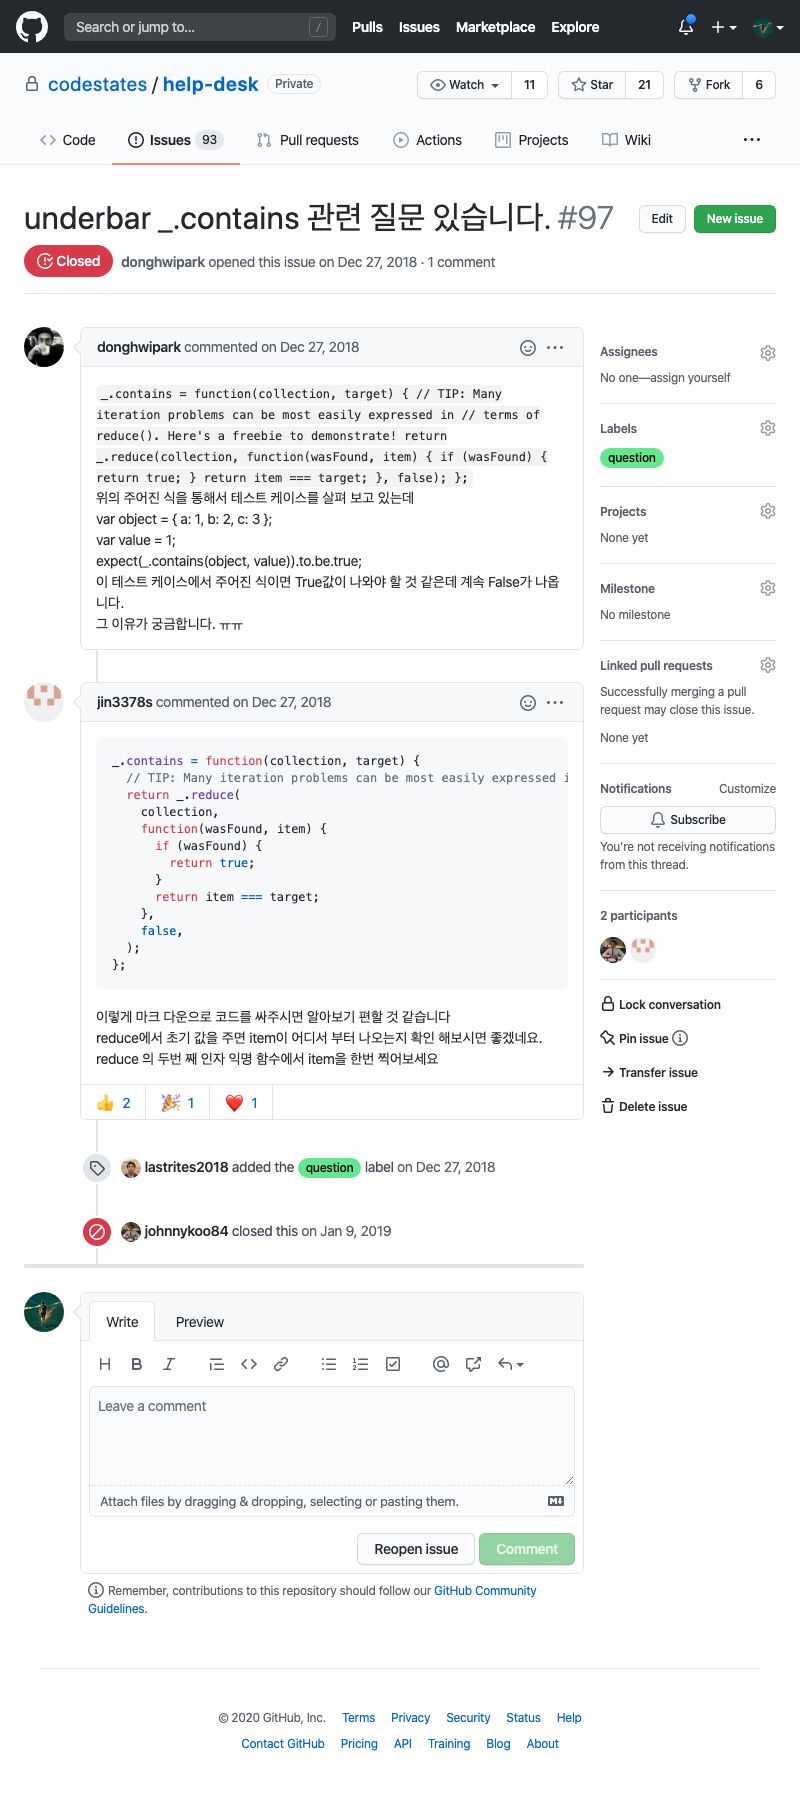 Search or jump to... /
Pulls Issues Marketplace Explore
codestates / help-desk Private
Watch 11 Star 21 Fork 6
Code Issues 93 Pull requests Actions Projects Wiki ...
underbar _.contains 관련 질문 있습니다. #97
Edit New issue
Closed donghwipark opened this issue on Dec 27, 2018 · 1 comment
donghwipark commented on Dec 27, 2018
_.contains = function(collection, target) { // TIP: Many
iteration problems can be most easily expressed in // terms of
reduce(). Here's a freebie to demonstrate! return
_.reduce(collection, function(wasFound, item) { if (wasFound) {
return true; } return item === target; }, false); };
위의 주어진 식을 통해서 테스트 케이스를 살펴 보고 있는데
var object = { a: 1, b: 2, c: 3 };
var value = 1;
expect(_.contains(object, value)).to.be.true;
이 테스트 케이스에서 주어진 식이면 True값이 나와야 할 것 같은데 계속 False가 나옵
니다.
그 이유가 궁금합니다. ㅠㅠ
jin3378s commented on Dec 27, 2018
_.contains = function(collection, target) {
// TIP: Many iteration problems can be most easily expressed i
return _.reduce(
collection,
function(wasFound, item) {
if (wasFound) {
return true;
}
return item === target;
},
false,
);
};
이렇게 마크 다운으로 코드를 싸주시면 알아보기 편할 것 같습니다
reduce에서 초기 값을 주면 item이 어디서 부터 나오는지 확인 해보시면 좋겠네요.
reduce 의 두번 째 인자 익명 함수에서 item을 한번 찍어보세요
👍 2 🎉 1 ❤️ 1
lastrites2018 added the question label on Dec 27, 2018
johnnykoo84 closed this on Jan 9, 2019
Assignees
No one—assign yourself
Labels
question
Projects
None yet
Milestone
No milestone
Linked pull requests
Successfully merging a pull
request may close this issue.
None yet
Notifications Customize
Subscribe
You're not receiving notifications
from this thread.
2 participants
Lock conversation
Pin issue
Transfer issue
Delete issue
Write Preview
H B I
Leave a comment
Attach files by dragging & dropping, selecting or pasting them.
Reopen issue Comment
Remember, contributions to this repository should follow our GitHub Community
Guidelines.
© 2020 GitHub, Inc. Terms Privacy Security Status Help
Contact GitHub Pricing API Training Blog About